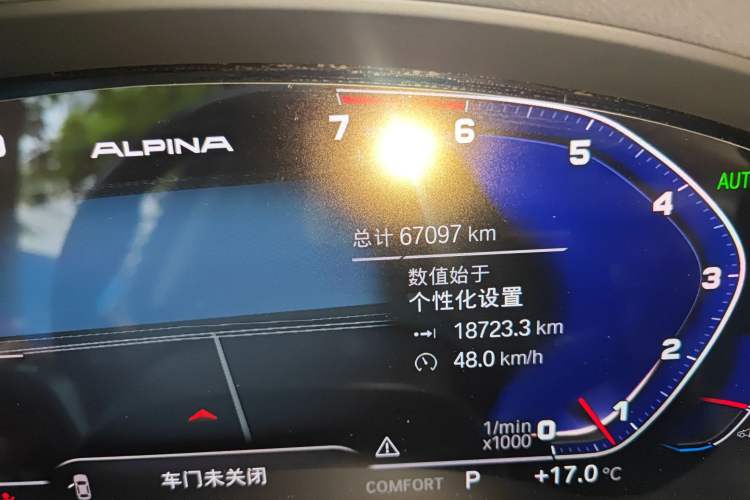 ALPINA
7
6
5
4
3
2
1
0
AUT
总计 67097 km
数值始于
个性化设置
18723.3 km
48.0 km/h
1/min
x1000
车门未关闭
COMFORT
P
+17.0 °C